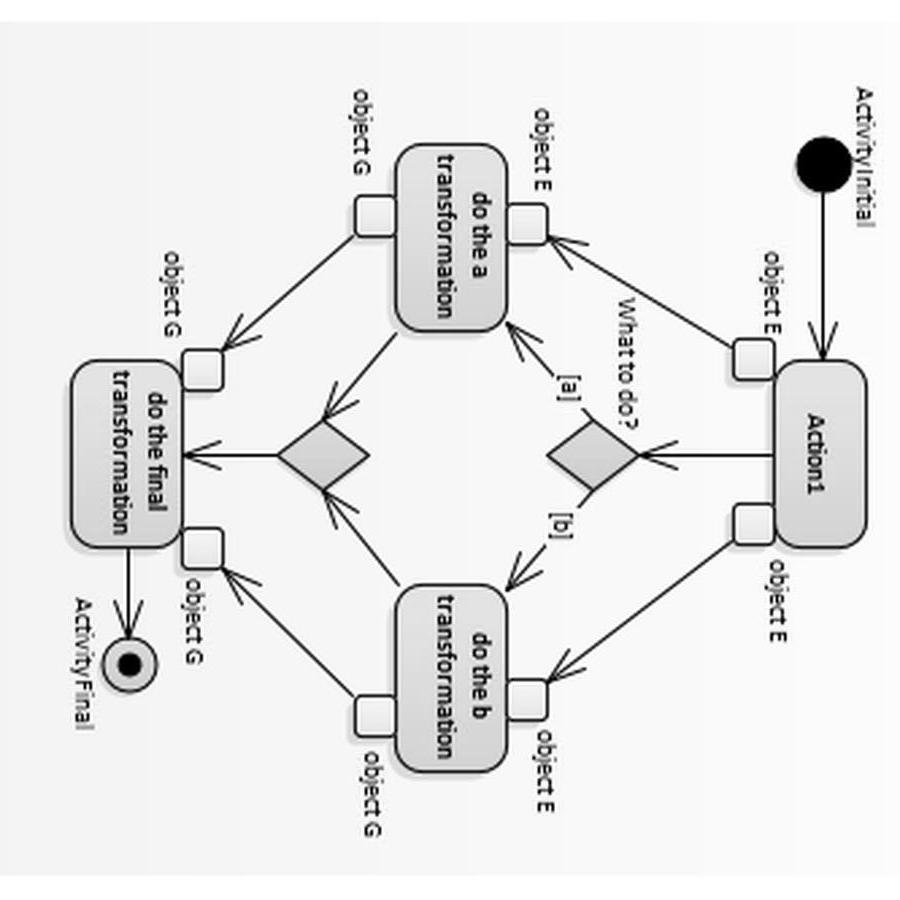 ActivityInitial
Action1
object E
object E
What to do?
[a]
[b]
object E
object E
do the a
transformation
do the b
transformation
object G
object G
object G
object G
do the final
transformation
ActivityFinal